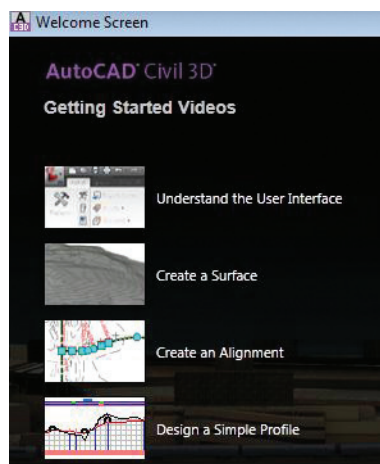 A
C3D
Welcome Screen
AutoCAD® Civil 3D®
Getting Started Videos
Understand the User Interface
Create a Surface
Create an Alignment
Design a Simple Profile